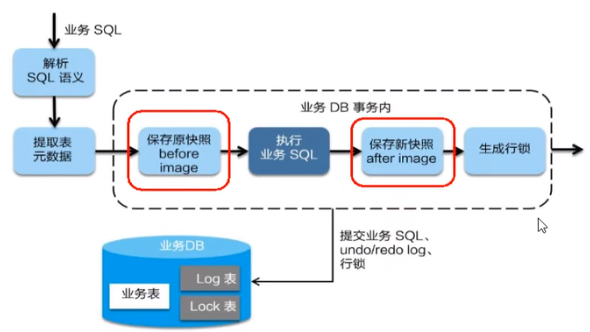 业务 SQL
解析
SQL 语义
提取表
元数据
业务 DB 事务内
保存原快照
before
image
执行
业务 SQL
保存新快照
after image
生成行锁
提交业务 SQL、
undo/redo log、
行锁
业务DB
业务表
Log 表
Lock 表